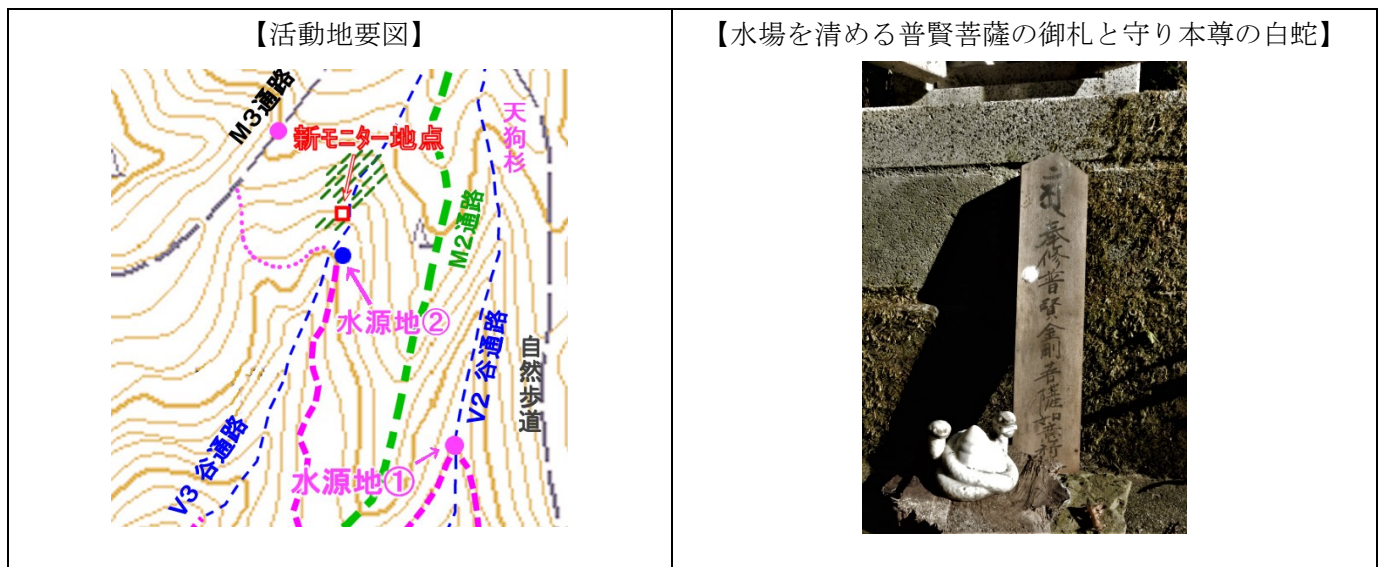 【活動地要図】
M3通路
新モニター地点
天狗杉
M2通路
水源地②
V2 谷通路
自然歩道
V3 谷通路
水源地①
【水場を清める普賢菩薩の御札と守り本尊の白蛇】
修普賢金剛菩薩